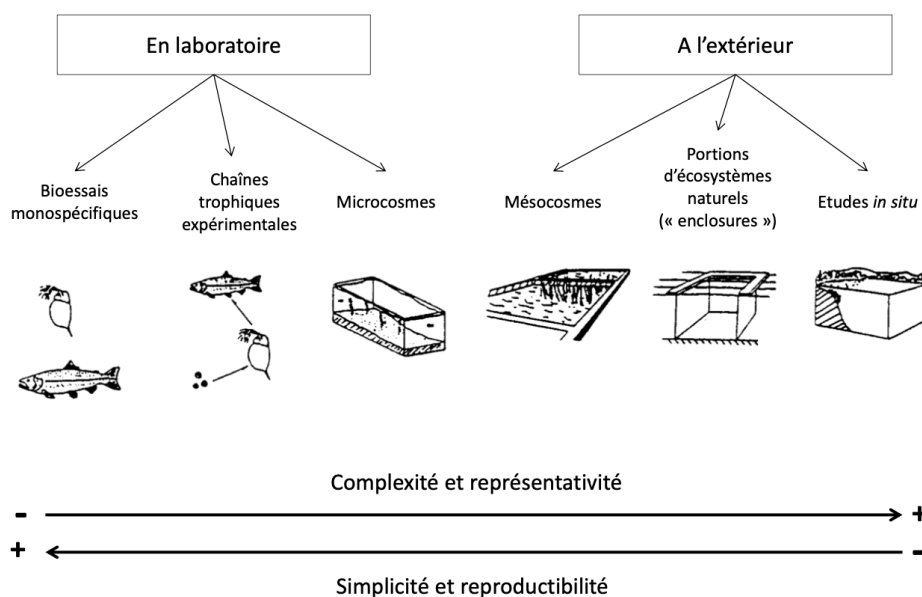 En laboratoire
A l’extérieur
Bioessais
monospécifiques
Chaînes
trophiques
expérimentales
Microcosmes
Mésocosmes
Portions
d’écosystèmes
naturels
(« enclosures »)
Etudes in situ
Complexité et représentativité
- +
+ -
Simplicité et reproductibilité